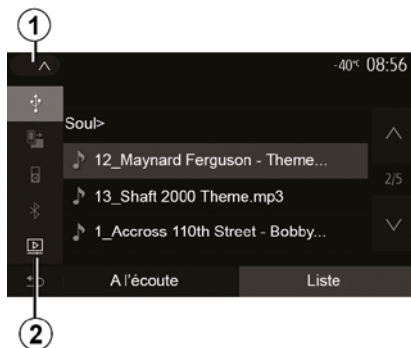 1
-40°C 08:56
Soul>
12_Maynard Ferguson - Theme...
13_Shaft 2000 Theme.mp3
2/5
1_Accross 110th Street - Bobby...
A l'écoute Liste
2